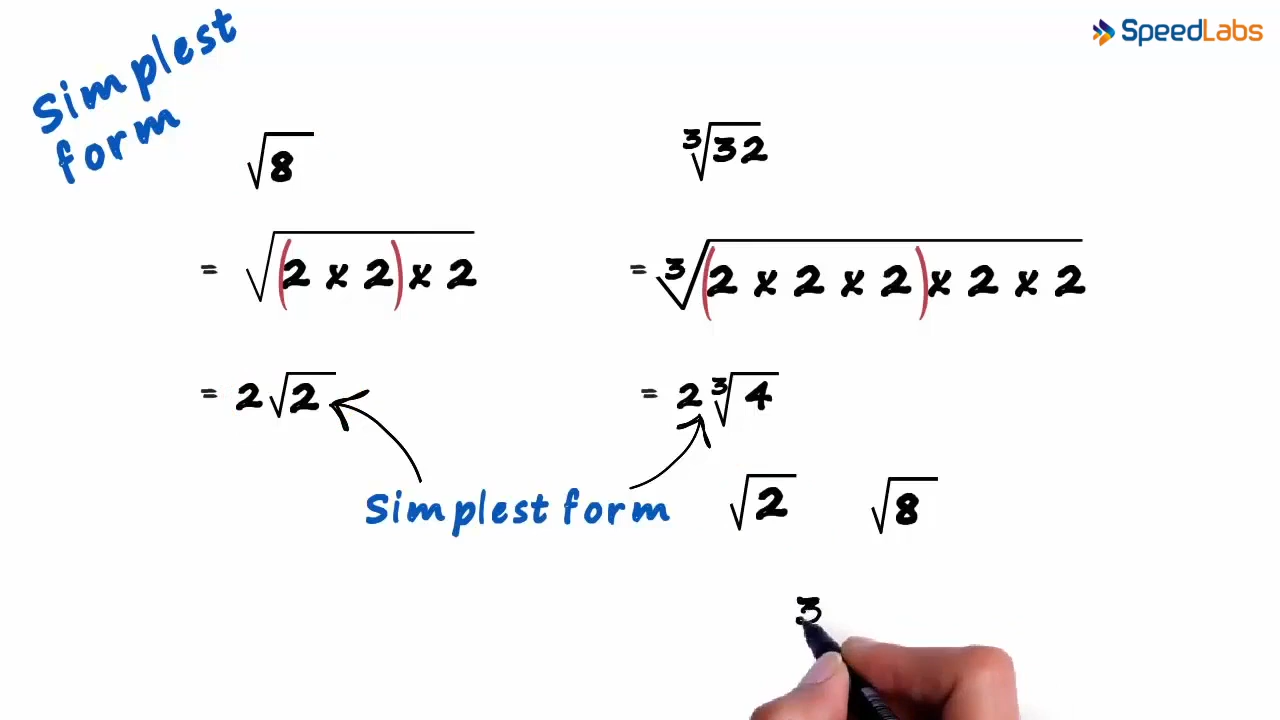 SpeedLabs
Simplest
form
√8
∛32
= √(2 x 2) x 2
= ∛(2 x 2 x 2) x 2 x 2
= 2√2
= 2∛4
Simplest form
√2 √8
3